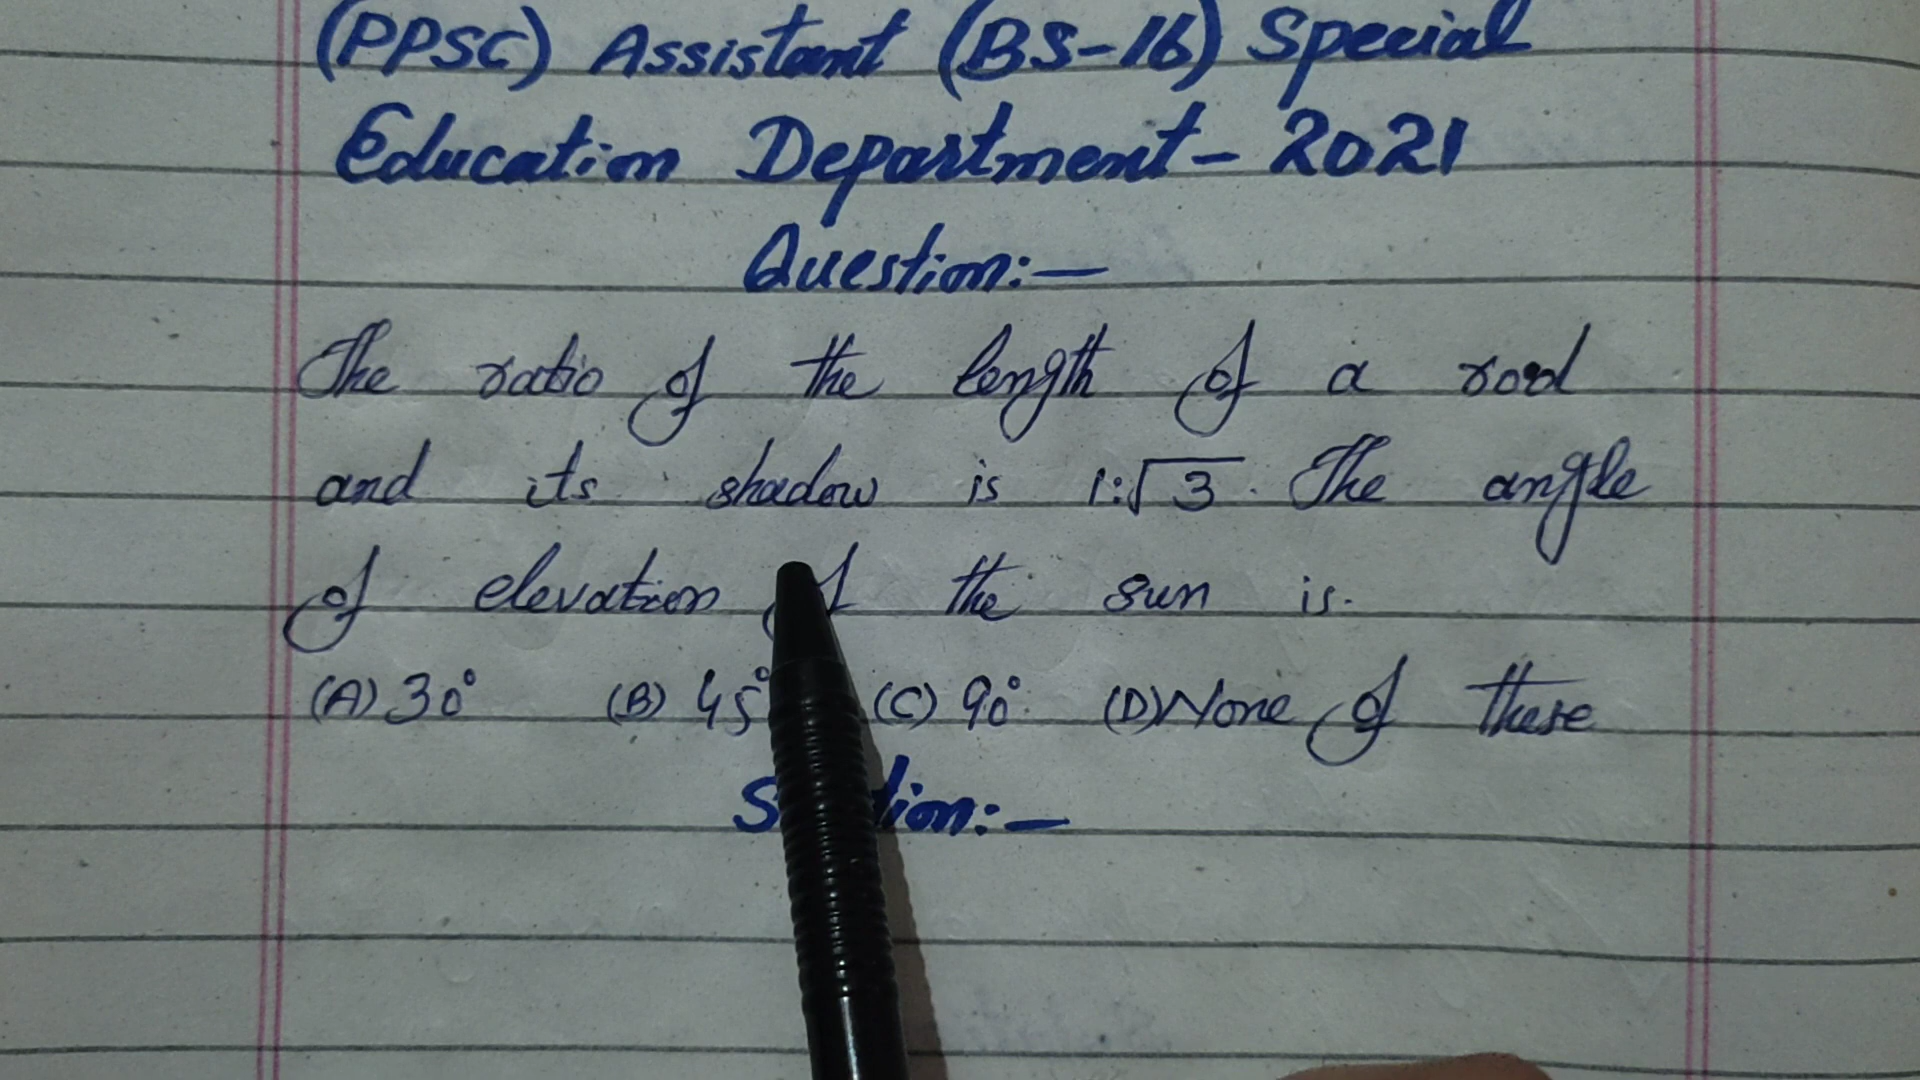 (PPSC) Assistant (BS-16) Special
Education Department - 2021
Question:-
The ratio of the length of a rod
and its shadow is 1:√3. The angle
of elevation of the sun is.
(A) 30° (B) 45° (C) 90° (D) None of these